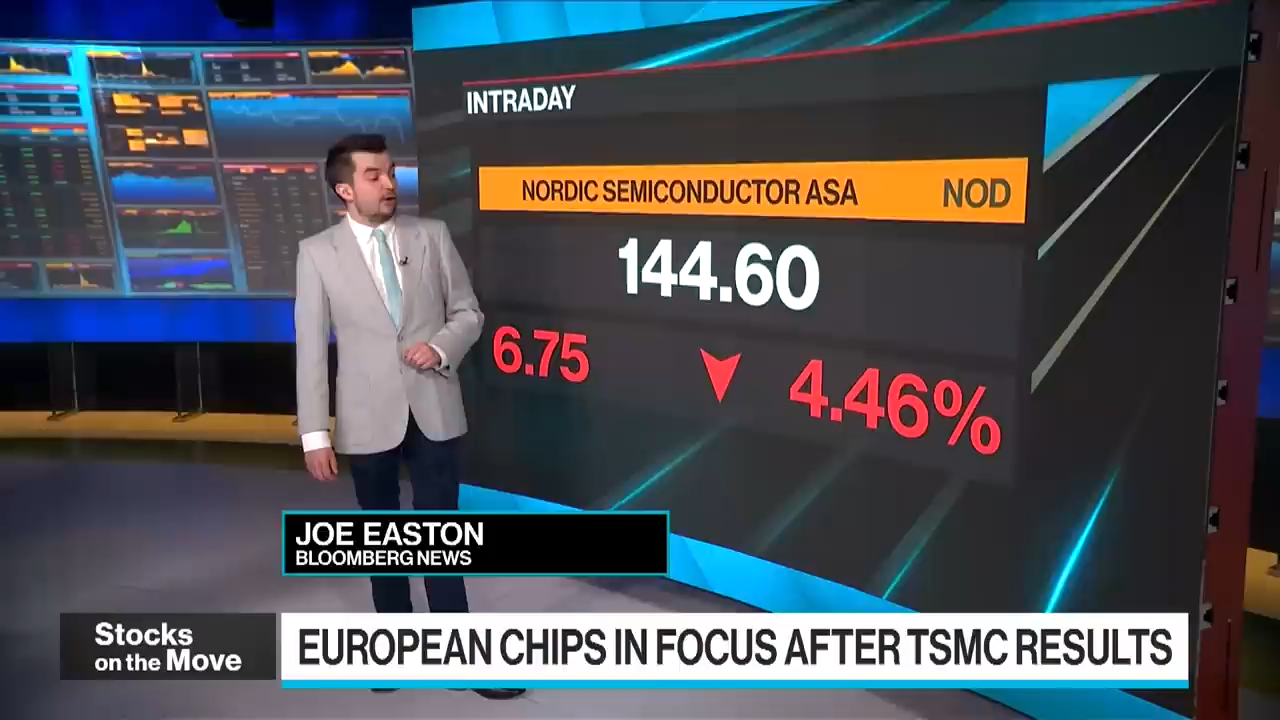 INTRADAY
NORDIC SEMICONDUCTOR ASA NOD
144.60
6.75 4.46%
JOE EASTON
BLOOMBERG NEWS
Stocks
on the Move
EUROPEAN CHIPS IN FOCUS AFTER TSMC RESULTS